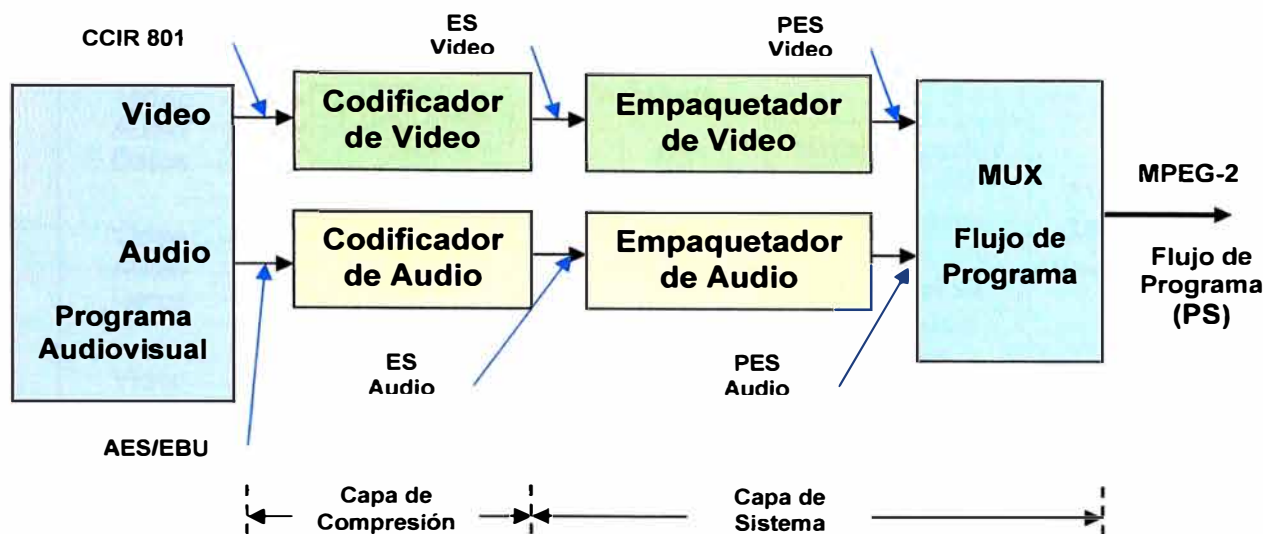 CCIR 801
ES
Video
PES
Video
Video
Codificador
de Video
Empaquetador
de Video
MUX
Flujo de
Programa
MPEG-2
Flujo de
Programa
(PS)
Audio
Codificador
de Audio
Empaquetador
de Audio
Programa
Audiovisual
ES
Audio
PES
Audio
AES/EBU
Capa de
Compresión
Capa de
Sistema